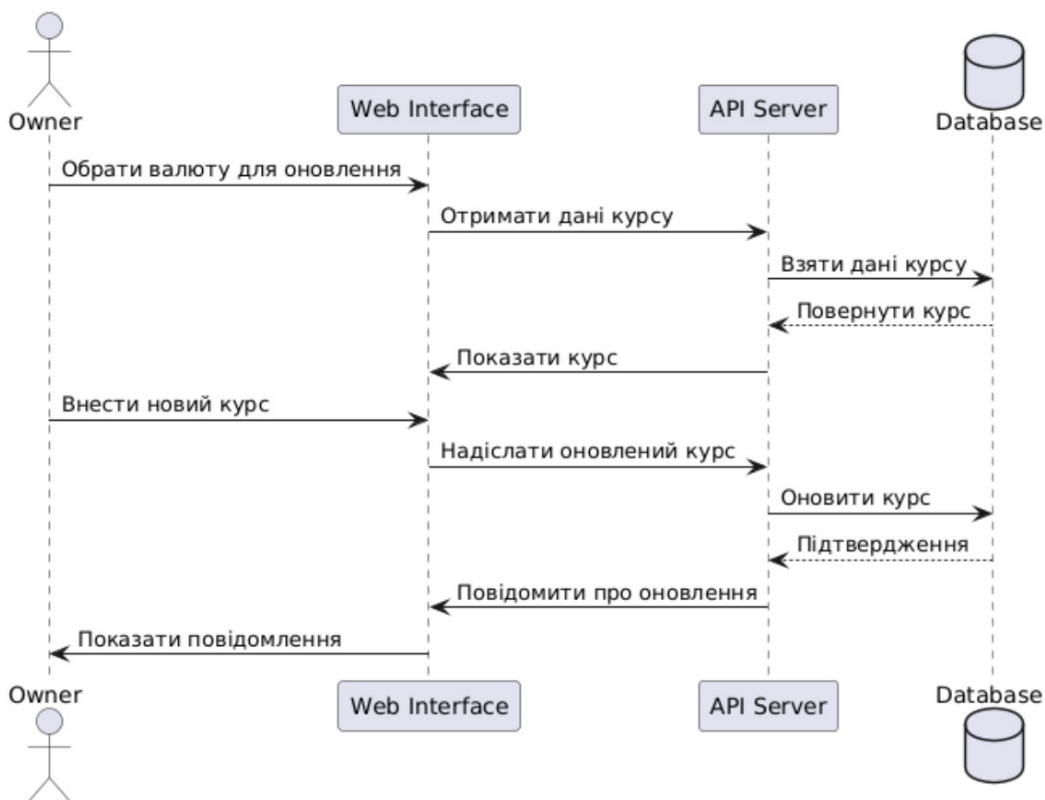 Owner
Web Interface
API Server
Database
Обрати валюту для оновлення
Отримати дані курсу
Взяти дані курсу
Повернути курс
Показати курс
Внести новий курс
Надіслати оновлений курс
Оновити курс
Підтвердження
Повідомити про оновлення
Показати повідомлення
Owner
Web Interface
API Server
Database